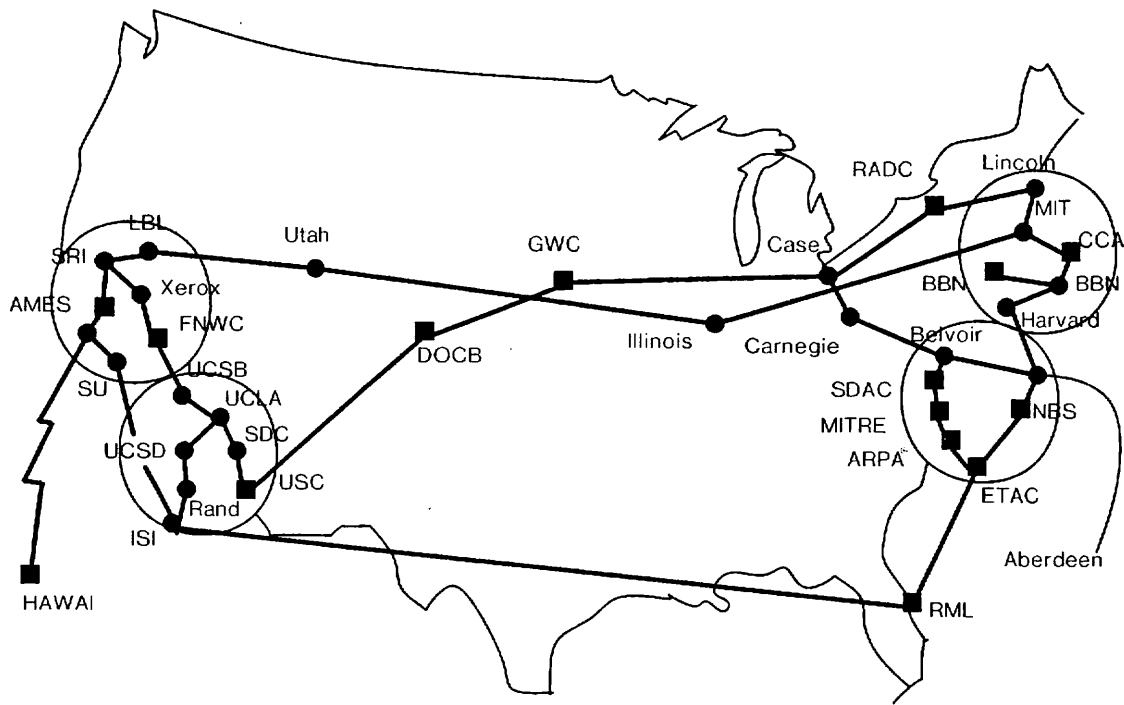 Lincoln
RADC
MIT
LBL
Utah
GWC
Case
CCA
SRI
BBN
BBN
Xerox
AMES
FNWC
Harvard
Illinois
Carnegie
Belvoir
DOCB
UCSB
SU
UCLA
SDAC
NBS
MITRE
UCSD
SDC
ARPA
USC
ETAC
Rand
ISI
Aberdeen
HAWAI
RML